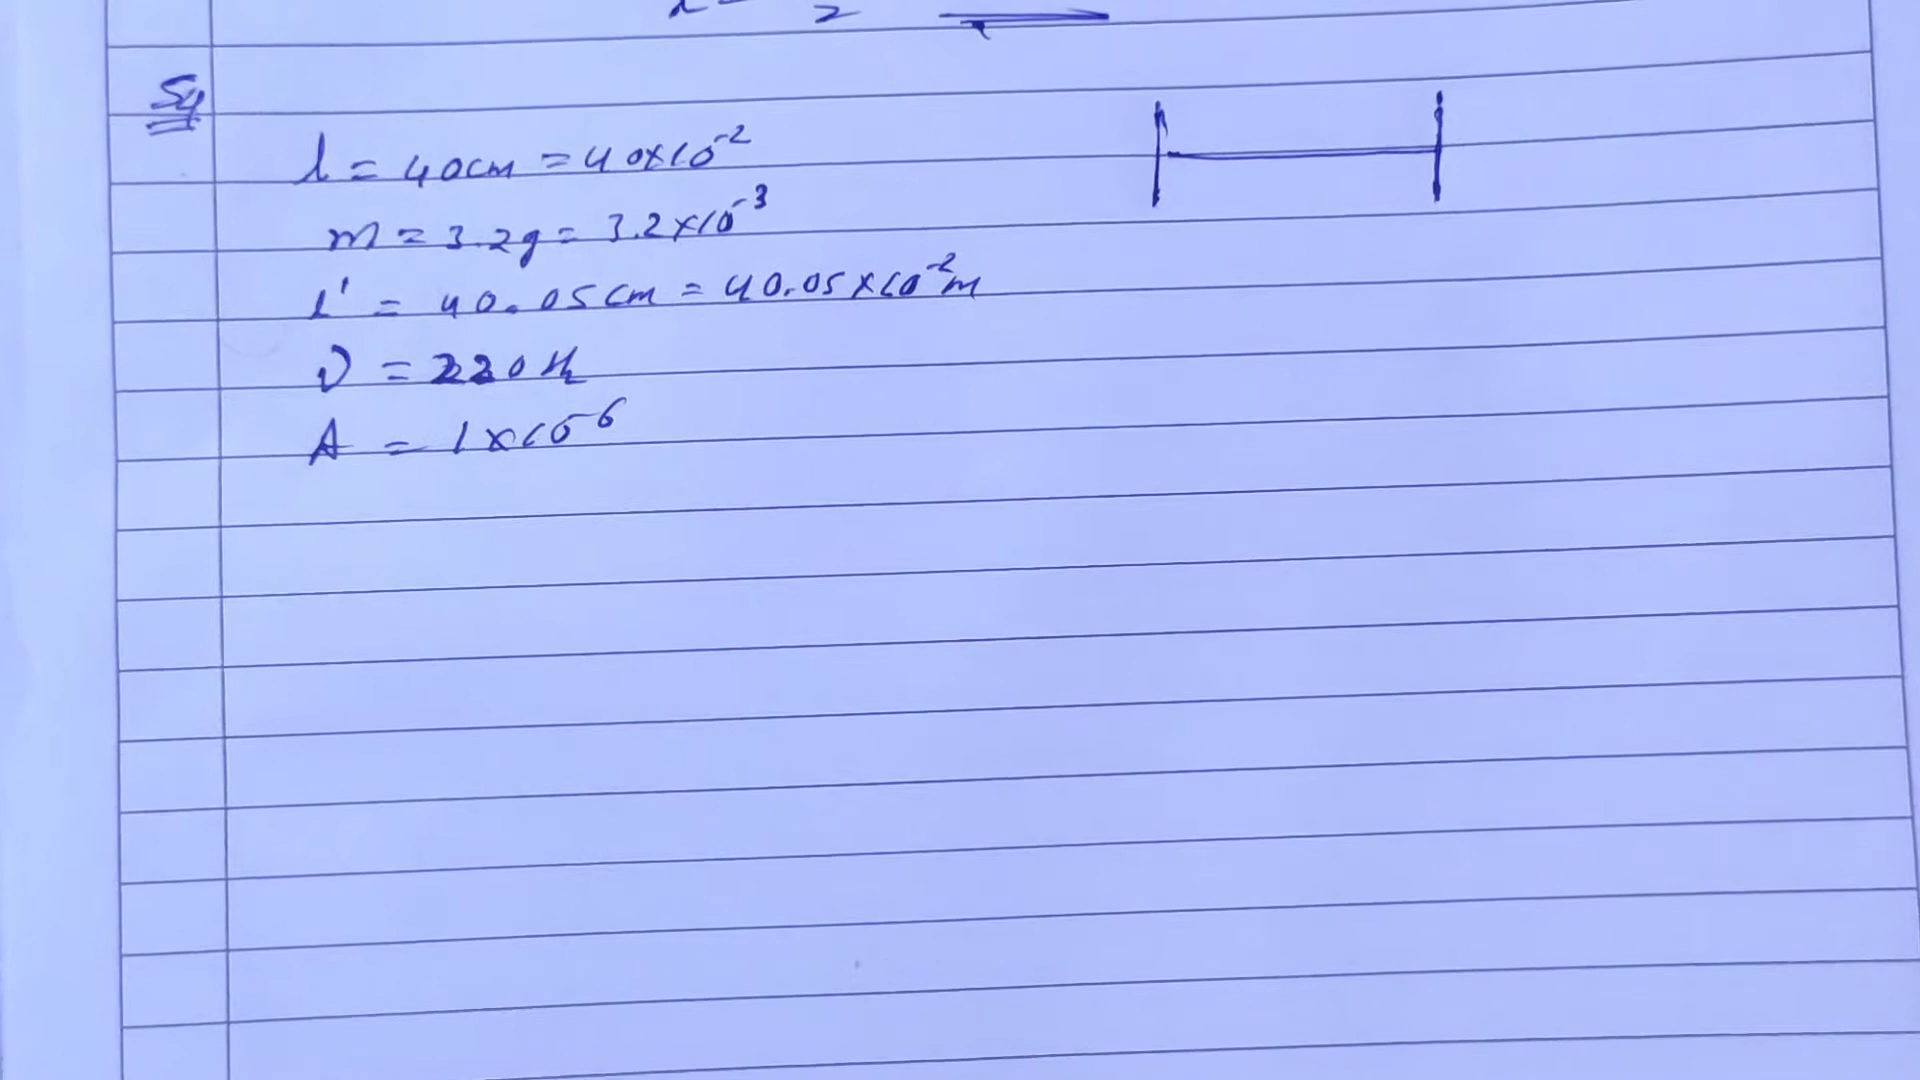 54
l = 40cm = 40×10⁻²
m = 3.2g = 3.2×10⁻³
l' = 40.05cm = 40.05×10⁻²m
ν = 220Hz
A = 1×10⁻⁶